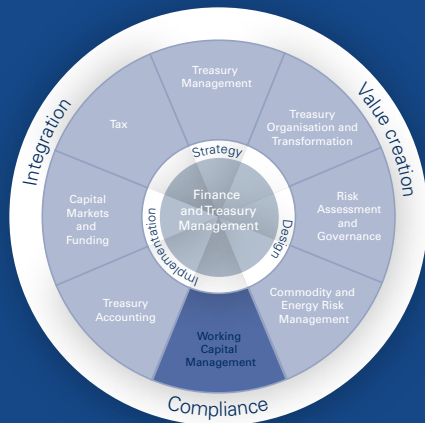 Integration
Value creation
Compliance
Treasury
Management
Treasury
Organisation and
Transformation
Risk
Assessment
and
Governance
Commodity and
Energy Risk
Management
Working
Capital
Management
Treasury
Accounting
Capital
Markets
and
Funding
Tax
Strategy
Design
Implementation
Finance
and Treasury
Management